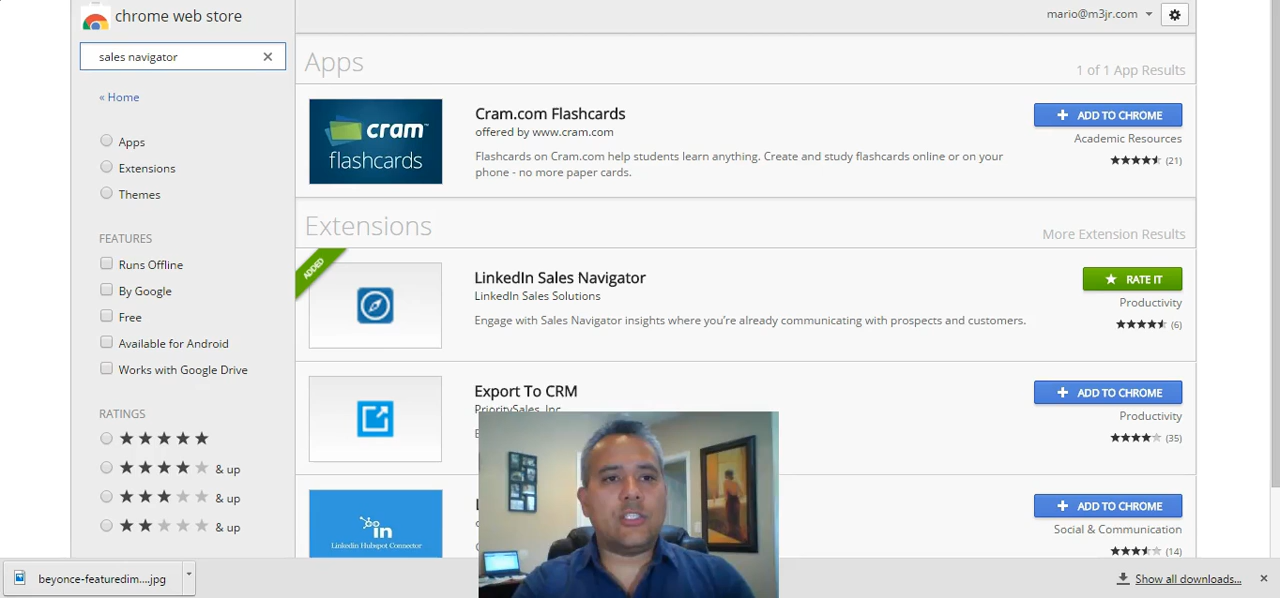 chrome web store
mario@m3jr.com
sales navigator
« Home
Apps
Extensions
Themes
FEATURES
Runs Offline
By Google
Free
Available for Android
Works with Google Drive
RATINGS
& up
& up
& up
Apps
1 of 1 App Results
cram™
flashcards
Cram.com Flashcards
offered by www.cram.com
Flashcards on Cram.com help students learn anything. Create and study flashcards online or on your
phone - no more paper cards.
ADD TO CHROME
Academic Resources
(21)
Extensions
More Extension Results
ADDED
LinkedIn Sales Navigator
LinkedIn Sales Solutions
Engage with Sales Navigator insights where you're already communicating with prospects and customers.
RATE IT
Productivity
(6)
Export To CRM
PrioritySales, Inc.
ADD TO CHROME
Productivity
(35)
in
LinkedIn Hubspot Connector
ADD TO CHROME
Social & Communication
(14)
beyonce-featuredim....jpg
Show all downloads...